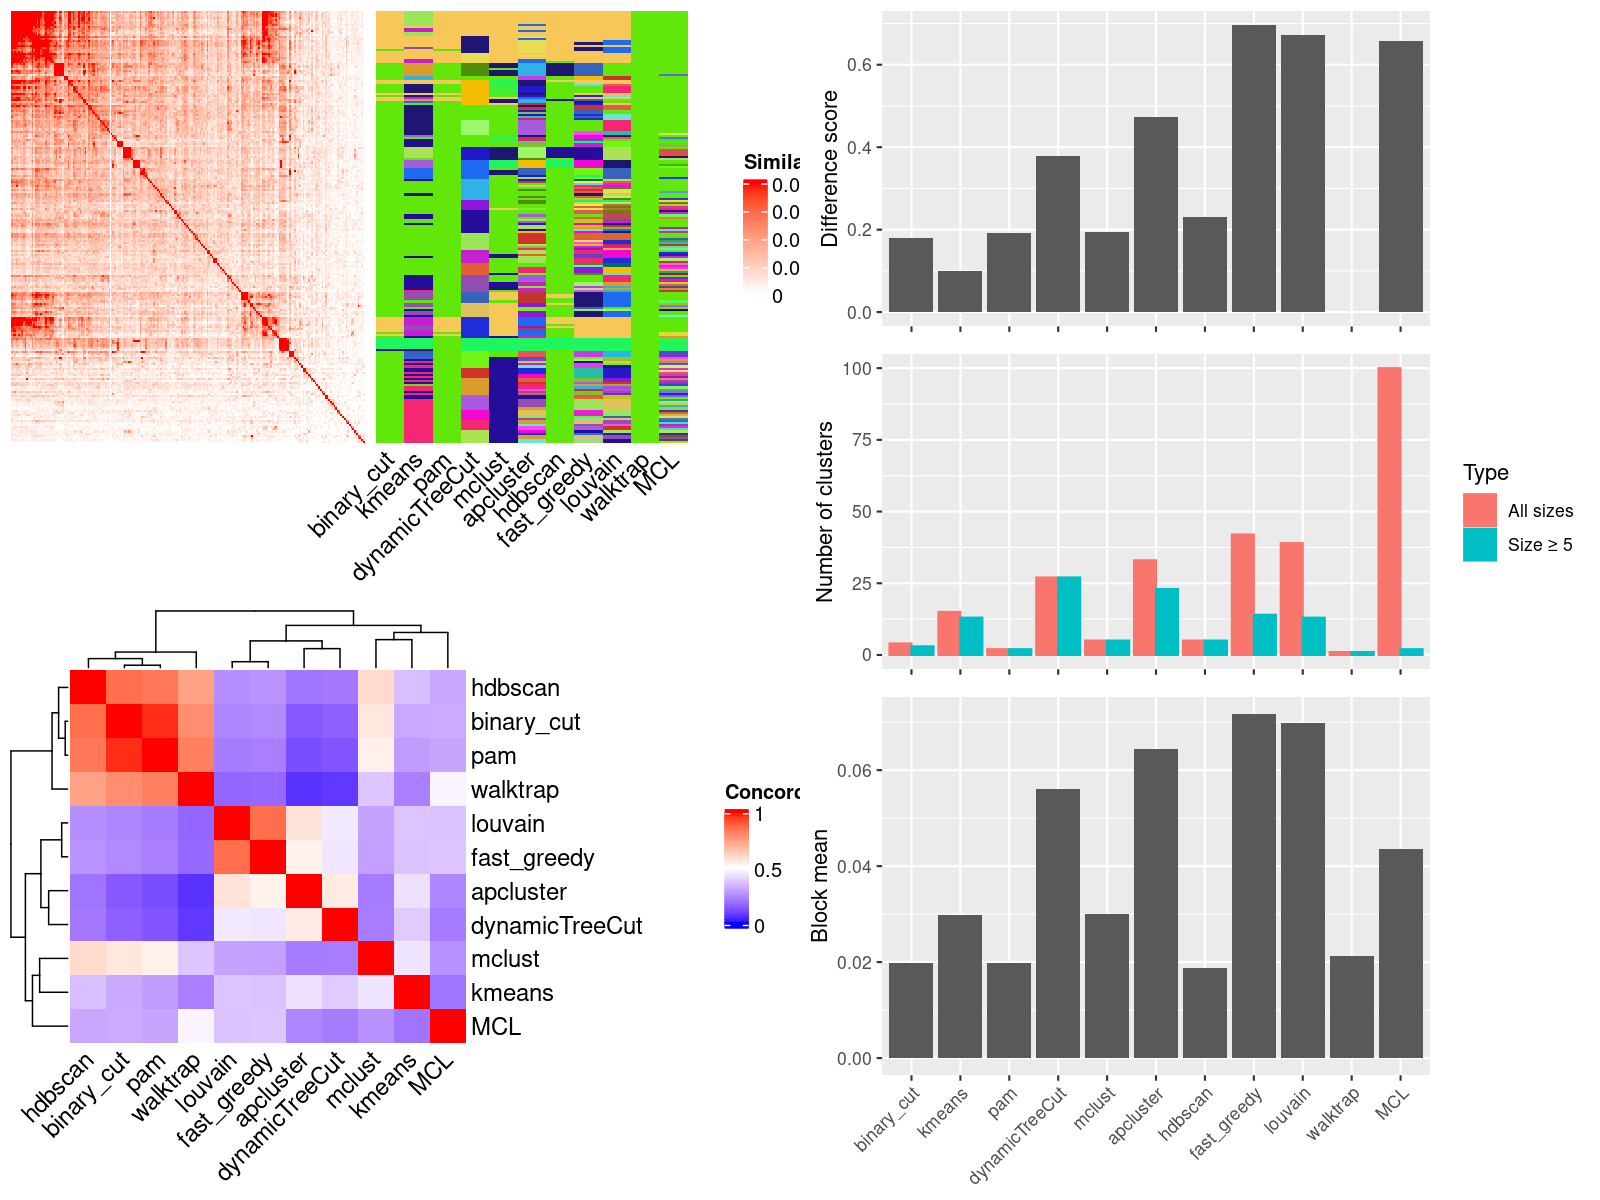 Simila
0.0
0.0
0.0
0.0
0
binary_cut
kmeans
pam
dynamicTreeCut
mclust
apcluster
hdbscan
fast_greedy
louvain
walktrap
MCL
hdbscan
binary_cut
pam
walktrap
louvain
fast_greedy
apcluster
dynamicTreeCut
mclust
kmeans
MCL
hdbscan
binary_cut
pam
walktrap
louvain
fast_greedy
apcluster
dynamicTreeCut
mclust
kmeans
MCL
Concord
1
0.5
0
Difference score
0.6
0.4
0.2
0.0
Number of clusters
100
75
50
25
0
Type
All sizes
Size ≥ 5
Block mean
0.06
0.04
0.02
0.00
binary_cut
kmeans
pam
dynamicTreeCut
mclust
apcluster
hdbscan
fast_greedy
louvain
walktrap
MCL